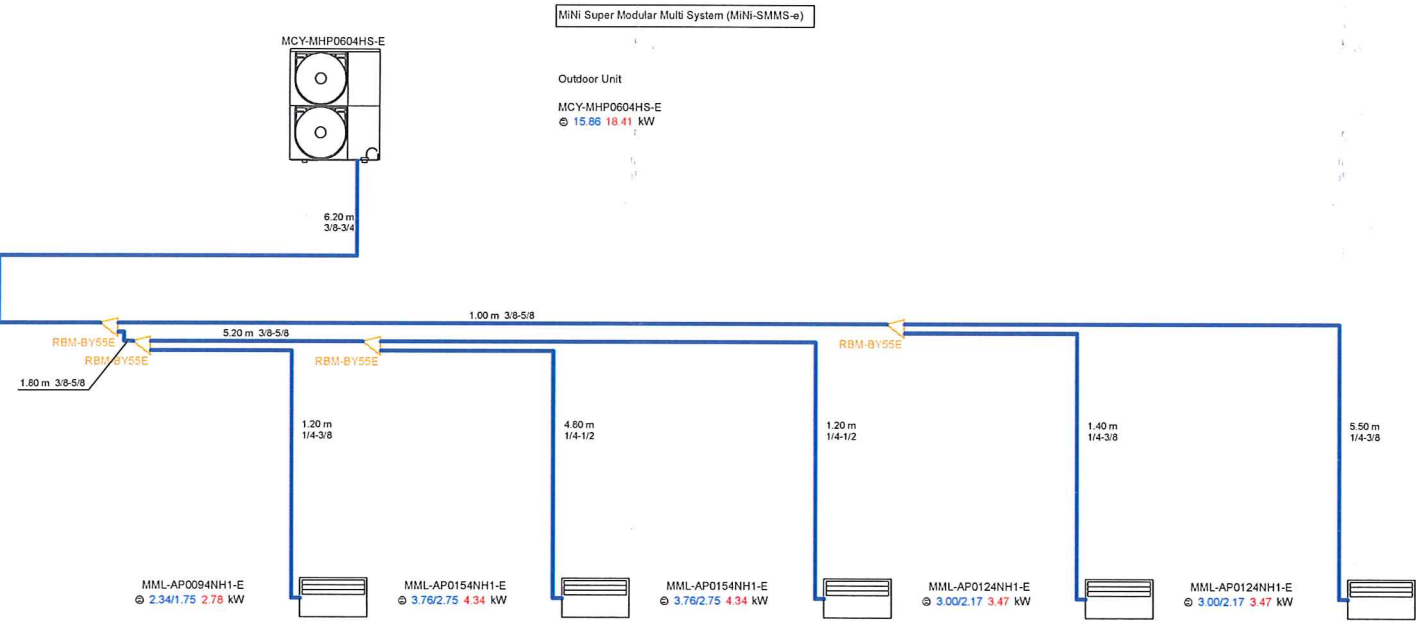 MiNi Super Modular Multi System (MiNi-SMMS-e)
MCY-MHP0604HS-E
Outdoor Unit
MCY-MHP0604HS-E
15.86 18.41 kW
6.20 m
3/8-3/4
1.00 m 3/8-5/8
5.20 m 3/8-5/8
RBM-BY55E
RBM-BY55E
RBM-BY55E
RBM-BY55E
1.80 m 3/8-5/8
1.20 m
1/4-3/8
4.80 m
1/4-1/2
1.20 m
1/4-1/2
1.40 m
1/4-3/8
5.50 m
1/4-3/8
MML-AP0094NH1-E
2.34/1.75 2.78 kW
MML-AP0154NH1-E
3.76/2.75 4.34 kW
MML-AP0154NH1-E
3.76/2.75 4.34 kW
MML-AP0124NH1-E
3.00/2.17 3.47 kW
MML-AP0124NH1-E
3.00/2.17 3.47 kW